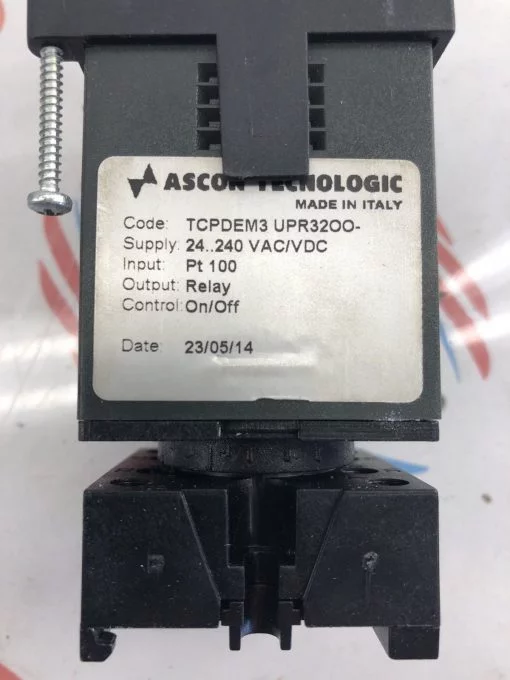 ASCON TECNOLOGIC
MADE IN ITALY
Code: TCPDEM3 UPR32OO-
Supply: 24..240 VAC/VDC
Input: Pt 100
Output: Relay
Control: On/Off
Date: 23/05/14